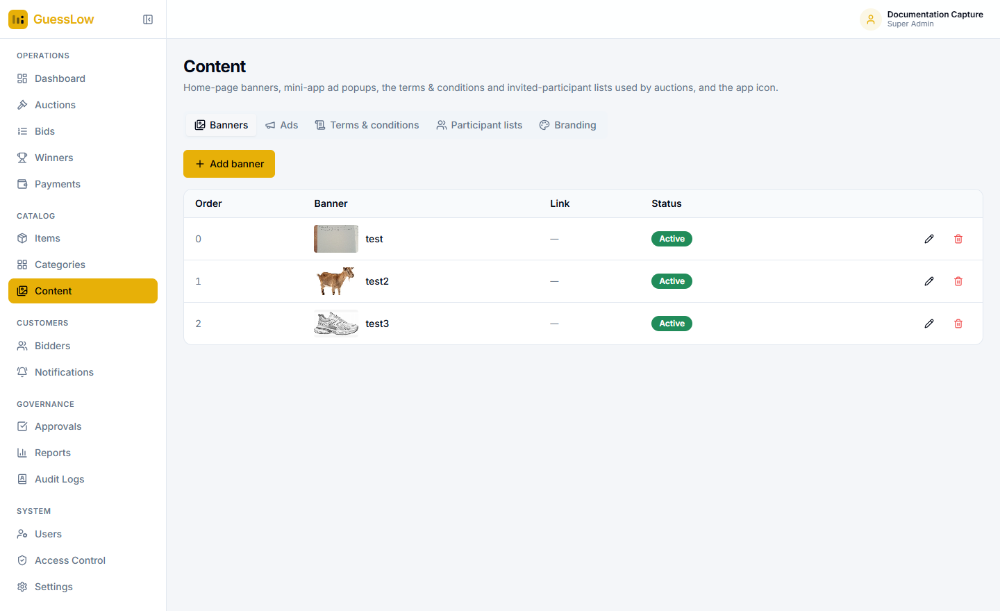 GuessLow
Documentation Capture
Super Admin
OPERATIONS
Dashboard
Auctions
Bids
Winners
Payments
CATALOG
Items
Categories
Content
CUSTOMERS
Bidders
Notifications
GOVERNANCE
Approvals
Reports
Audit Logs
SYSTEM
Users
Access Control
Settings
Content
Home-page banners, mini-app ad popups, the terms & conditions and invited-participant lists used by auctions, and the app icon.
Banners Ads Terms & conditions Participant lists Branding
+ Add banner
Order Banner Link Status
0 test — Active
1 test2 — Active
2 test3 — Active